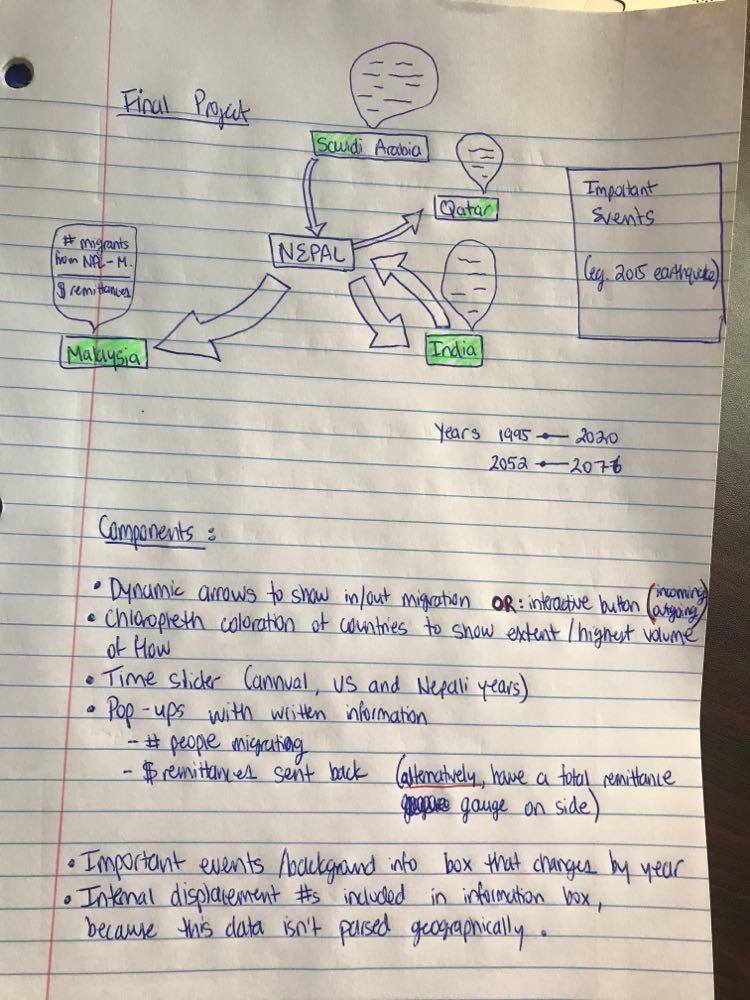 Final Project
Saudi Arabia
Qatar
NEPAL
# migrants
from NPL-M.
$ remittances
Malaysia
India
Important
Events
(eg. 2015 earthquake)
Years 1995 2020
2052 2076
Components :
• Dynamic arrows to show in/out migration OR: interactive button (incoming/outgoing)
• Chloropleth coloration of countries to show extent / highest volume
of flow
• Time slider (annual, US and Nepali years)
• Pop-ups with written information
- # people migrating
- $ remittances sent back (alternatively, have a total remittance
gauge on side)
• Important events / background info box that changes by year
• Internal displacement #s included in information box,
because this data isn't parsed geographically.